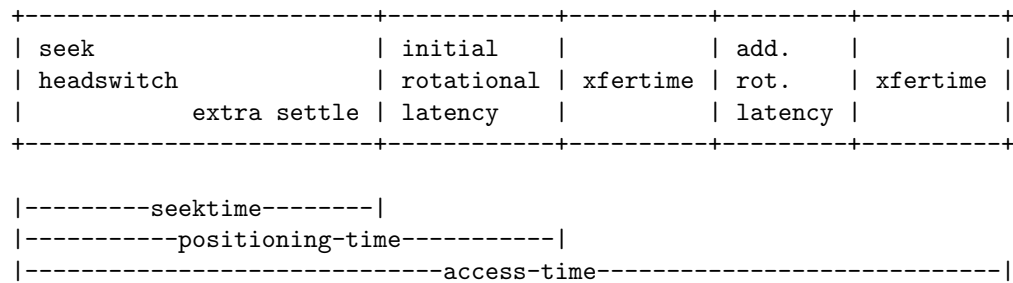 +-------------------------+------------+----------+---------+----------+
| seek                    | initial    |          | add.    |          |
| headswitch              | rotational | xfertime | rot.    | xfertime |
|            extra settle | latency    |          | latency |          |
+-------------------------+------------+----------+---------+----------+
|---------seektime--------|
|-----------positioning-time-----------|
|------------------------------access-time-----------------------------|